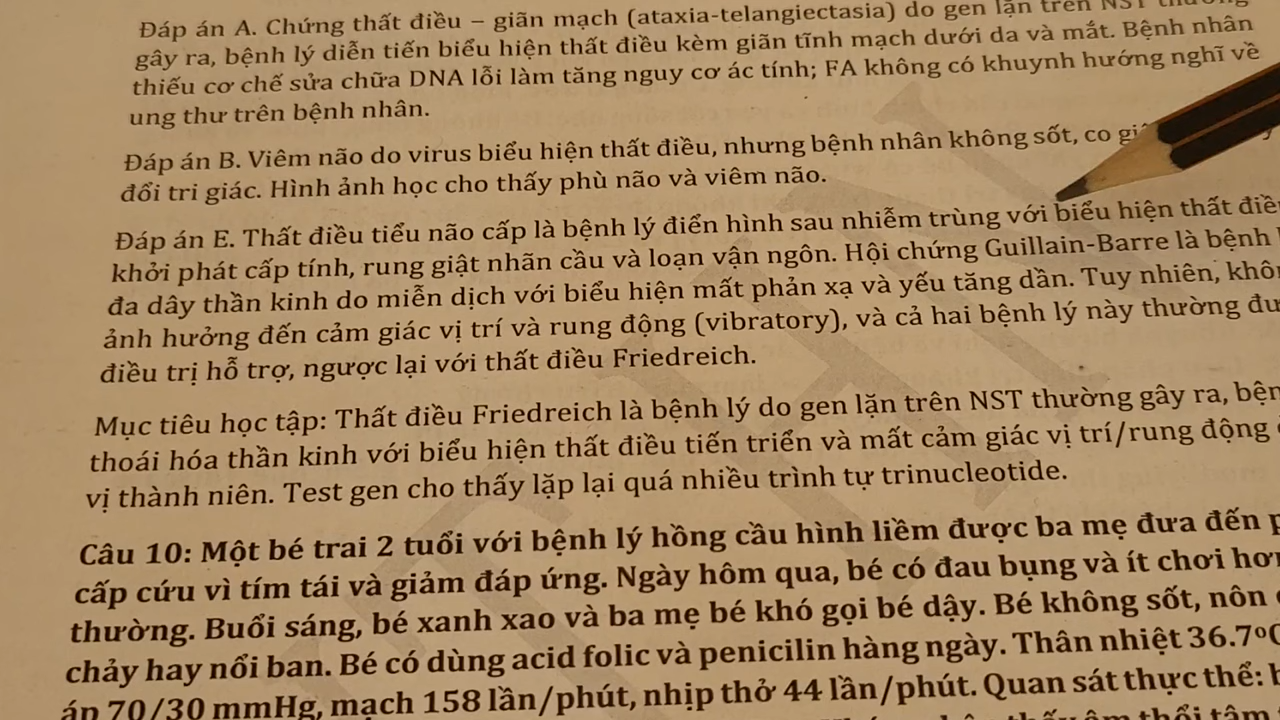 Đáp án A. Chứng thất điều – giãn mạch (ataxia-telangiectasia) do gen lặn trên NST
gây ra, bệnh lý diễn tiến biểu hiện thất điều kèm giãn tĩnh mạch dưới da và mắt. Bệnh nhân
thiếu cơ chế sửa chữa DNA lỗi làm tăng nguy cơ ác tính; FA không có khuynh hướng nghĩ về
ung thư trên bệnh nhân.
Đáp án B. Viêm não do virus biểu hiện thất điều, nhưng bệnh nhân không sốt, co
đổi tri giác. Hình ảnh học cho thấy phù não và viêm não.
Đáp án E. Thất điều tiểu não cấp là bệnh lý điển hình sau nhiễm trùng với biểu hiện thất
khởi phát cấp tính, rung giật nhãn cầu và loạn vận ngôn. Hội chứng Guillain-Barre là bệnh
đa dây thần kinh do miễn dịch với biểu hiện mất phản xạ và yếu tăng dần. Tuy nhiên,
ảnh hưởng đến cảm giác vị trí và rung động (vibratory), và cả hai bệnh lý này thường
điều trị hỗ trợ, ngược lại với thất điều Friedreich.
Mục tiêu học tập: Thất điều Friedreich là bệnh lý do gen lặn trên NST thường gây ra,
thoái hóa thần kinh với biểu hiện thất điều tiến triển và mất cảm giác vị trí/rung động
vị thành niên. Test gen cho thấy lặp lại quá nhiều trình tự trinucleotide.
Câu 10: Một bé trai 2 tuổi với bệnh lý hồng cầu hình liềm được ba mẹ đưa đến
cấp cứu vì tím tái và giảm đáp ứng. Ngày hôm qua, bé có đau bụng và ít chơi
thường. Buổi sáng, bé xanh xao và ba mẹ bé khó gọi bé dậy. Bé không sốt, nôn
chảy hay nổi ban. Bé có dùng acid folic và penicilin hàng ngày. Thân nhiệt 36.7ºC
áp 70/30 mmHg, mạch 158 lần/phút, nhịp thở 44 lần/phút. Quan sát thực thể: